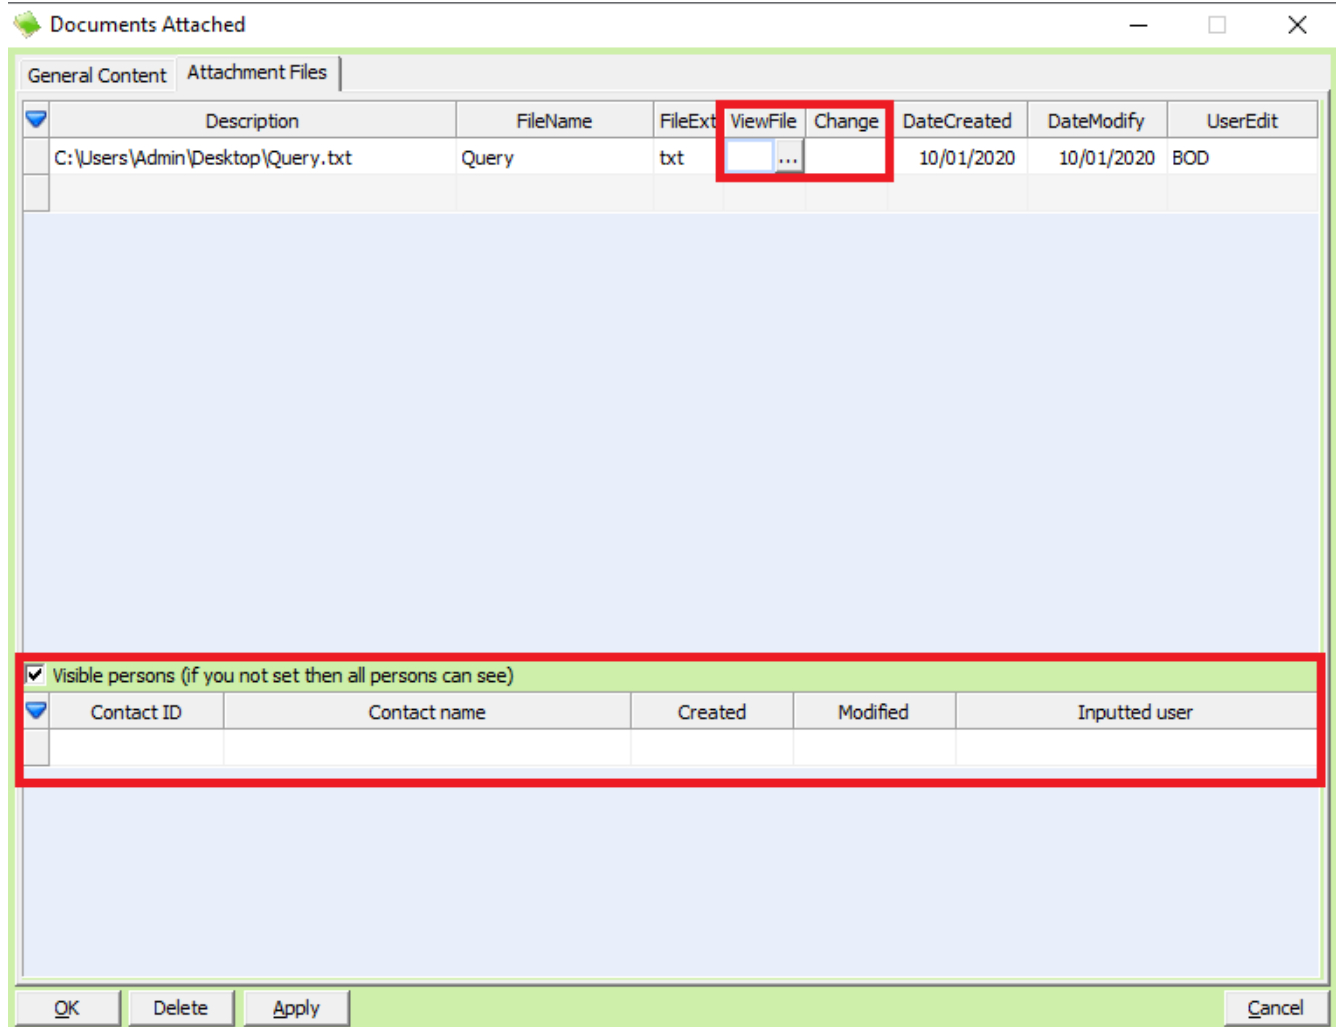 Documents Attached
General Content Attachment Files
Description FileName FileExt ViewFile Change DateCreated DateModify UserEdit
C:\Users\Admin\Desktop\Query.txt Query txt ... 10/01/2020 10/01/2020 BOD
Visible persons (if you not set then all persons can see)
Contact ID Contact name Created Modified Inputted user
OK Delete Apply Cancel